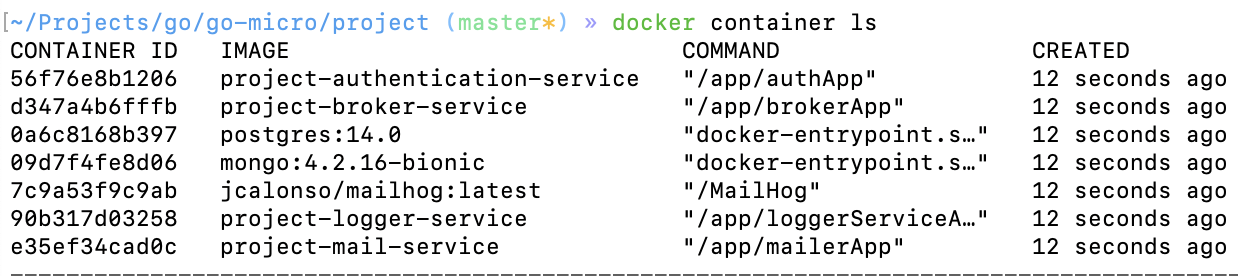 [~/Projects/go/go-micro/project (master*) » docker container ls
CONTAINER ID   IMAGE                            COMMAND                  CREATED
56f76e8b1206   project-authentication-service   "/app/authApp"           12 seconds ago
d347a4b6fffb   project-broker-service           "/app/brokerApp"         12 seconds ago
0a6c8168b397   postgres:14.0                    "docker-entrypoint.s…"   12 seconds ago
09d7f4fe8d06   mongo:4.2.16-bionic              "docker-entrypoint.s…"   12 seconds ago
7c9a53f9c9ab   jcalonso/mailhog:latest          "/MailHog"               12 seconds ago
90b317d03258   project-logger-service           "/app/loggerServiceA…"   12 seconds ago
e35ef34cad0c   project-mail-service             "/app/mailerApp"         12 seconds ago